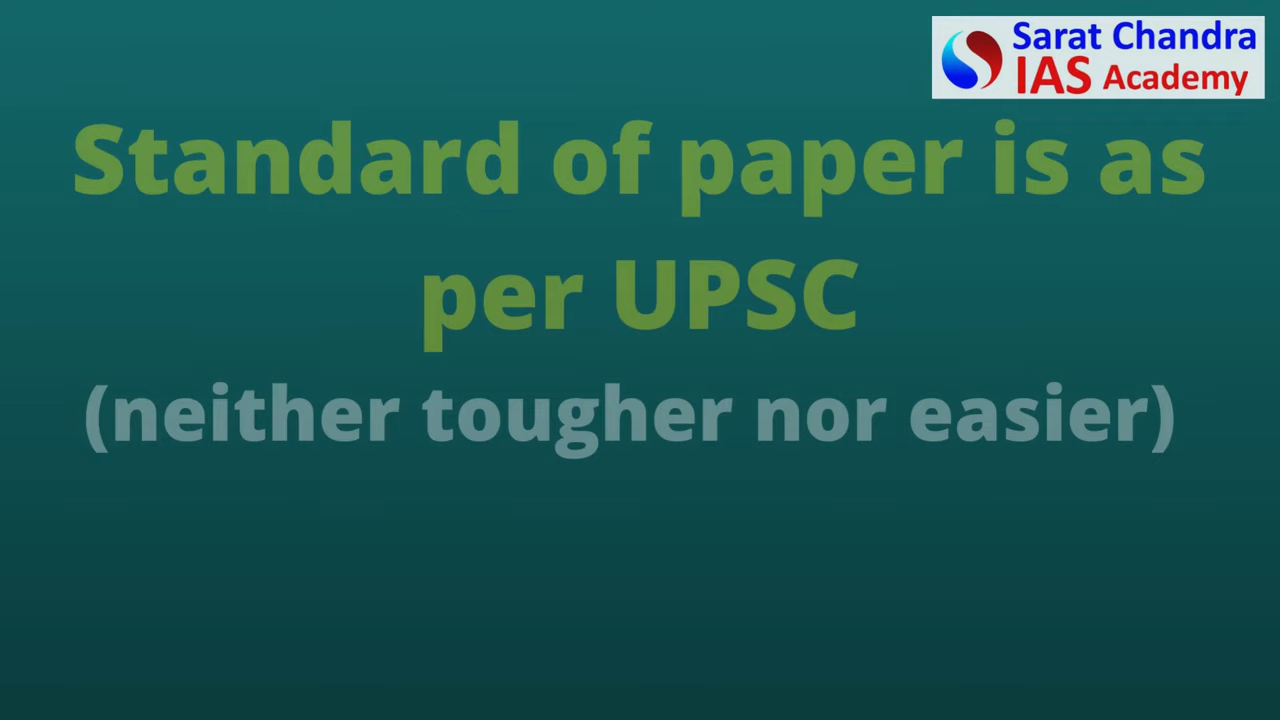 Sarat Chandra
IAS Academy
Standard of paper is as
per UPSC
(neither tougher nor easier)